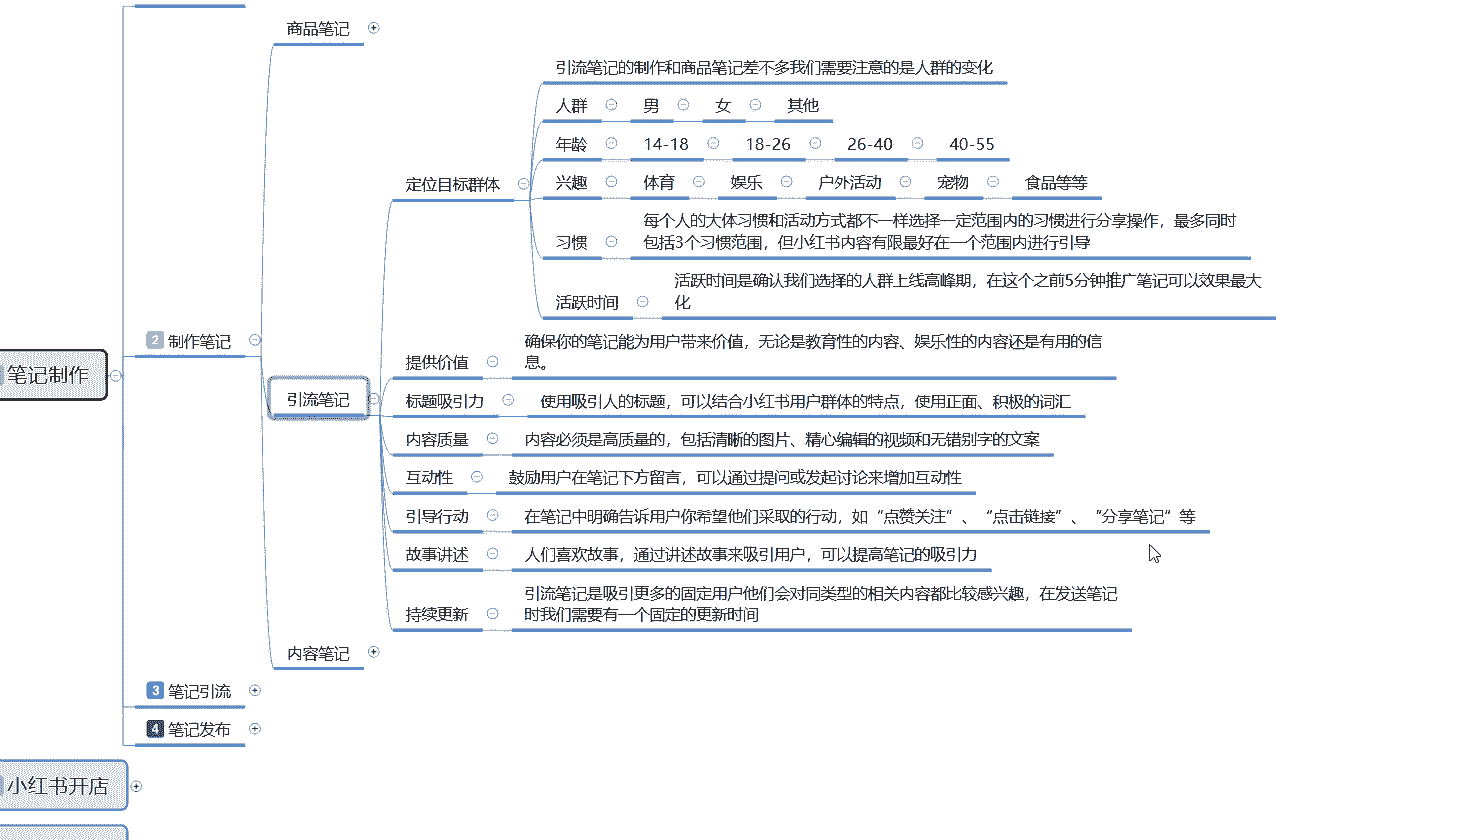 商品笔记
引流笔记的制作和商品笔记差不多我们需要注意的是人群的变化
人群 男 女 其他
年龄 14-18 18-26 26-40 40-55
定位目标群体
兴趣 体育 娱乐 户外活动 宠物 食品等等
每个人的大体习惯和活动方式都不一样选择一定范围内的习惯进行分享操作，最多同时
习惯 包括3个习惯范围，但小红书内容有限最好在一个范围内进行引导
活跃时间是确认我们选择的人群上线高峰期，在这个之前5分钟推广笔记可以效果最大
活跃时间 化
2 制作笔记
确保你的笔记能为用户带来价值，无论是教育性的内容、娱乐性的内容还是有用的信
提供价值 息。
笔记制作
引流笔记
标题吸引力 使用吸引人的标题，可以结合小红书用户群体的特点，使用正面、积极的词汇
内容质量 内容必须是高质量的，包括清晰的图片、精心编辑的视频和无错别字的文案
互动性 鼓励用户在笔记下方留言，可以通过提问或发起讨论来增加互动性
引导行动 在笔记中明确告诉用户你希望他们采取的行动，如“点赞关注”、“点击链接”、“分享笔记”等
故事讲述 人们喜欢故事，通过讲述故事来吸引用户，可以提高笔记的吸引力
引流笔记是吸引更多的固定用户他们会对同类型的相关内容都比较感兴趣，在发送笔记
持续更新 时我们需要有一个固定的更新时间
内容笔记
3 笔记引流
4 笔记发布
小红书开店